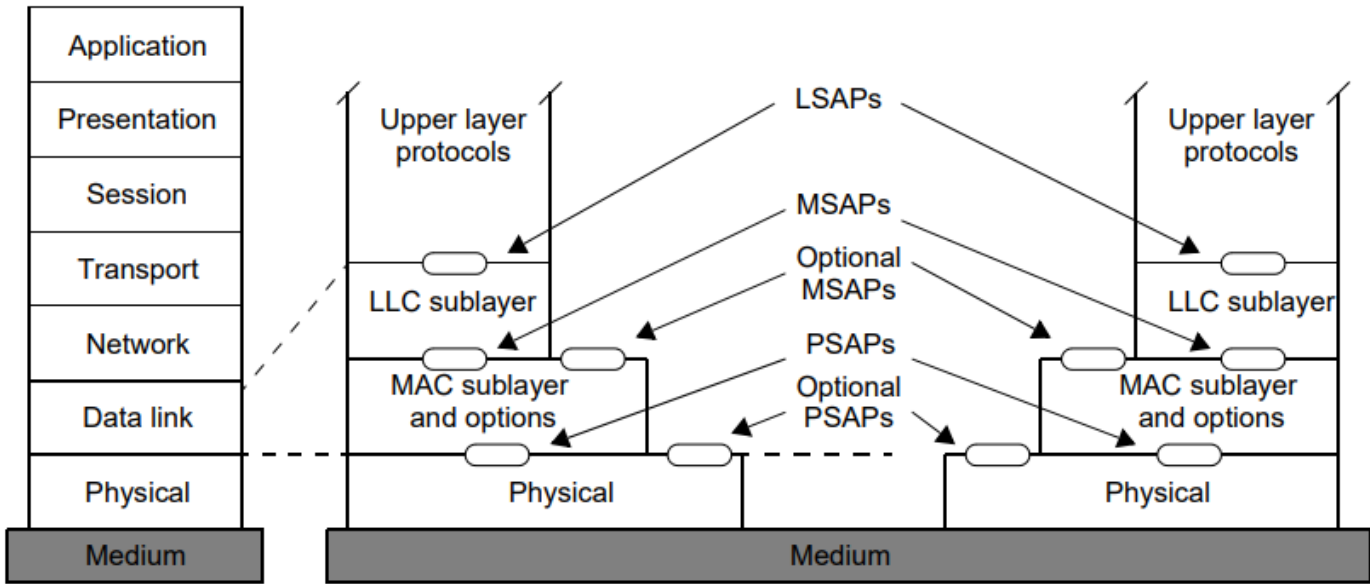 Application
Presentation
Session
Transport
Network
Data link
Physical
Medium
Upper layer
protocols
LLC sublayer
MAC sublayer
and options
Physical
LSAPs
MSAPs
Optional
MSAPs
PSAPs
Optional
PSAPs
Upper layer
protocols
LLC sublayer
MAC sublayer
and options
Physical
Medium